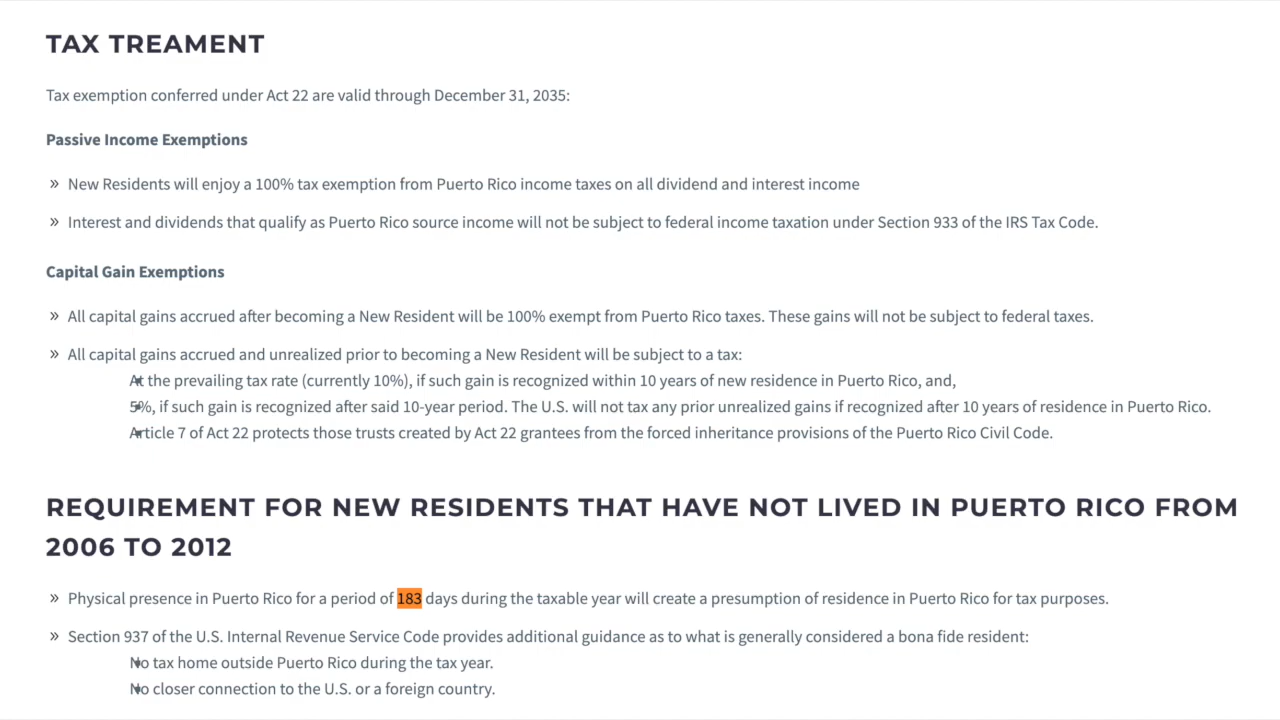 TAX TREAMENT
Tax exemption conferred under Act 22 are valid through December 31, 2035:
Passive Income Exemptions
» New Residents will enjoy a 100% tax exemption from Puerto Rico income taxes on all dividend and interest income
» Interest and dividends that qualify as Puerto Rico source income will not be subject to federal income taxation under Section 933 of the IRS Tax Code.
Capital Gain Exemptions
» All capital gains accrued after becoming a New Resident will be 100% exempt from Puerto Rico taxes. These gains will not be subject to federal taxes.
» All capital gains accrued and unrealized prior to becoming a New Resident will be subject to a tax:
At the prevailing tax rate (currently 10%), if such gain is recognized within 10 years of new residence in Puerto Rico, and,
5%, if such gain is recognized after said 10-year period. The U.S. will not tax any prior unrealized gains if recognized after 10 years of residence in Puerto Rico.
Article 7 of Act 22 protects those trusts created by Act 22 grantees from the forced inheritance provisions of the Puerto Rico Civil Code.
REQUIREMENT FOR NEW RESIDENTS THAT HAVE NOT LIVED IN PUERTO RICO FROM
2006 TO 2012
» Physical presence in Puerto Rico for a period of 183 days during the taxable year will create a presumption of residence in Puerto Rico for tax purposes.
» Section 937 of the U.S. Internal Revenue Service Code provides additional guidance as to what is generally considered a bona fide resident:
No tax home outside Puerto Rico during the tax year.
No closer connection to the U.S. or a foreign country.